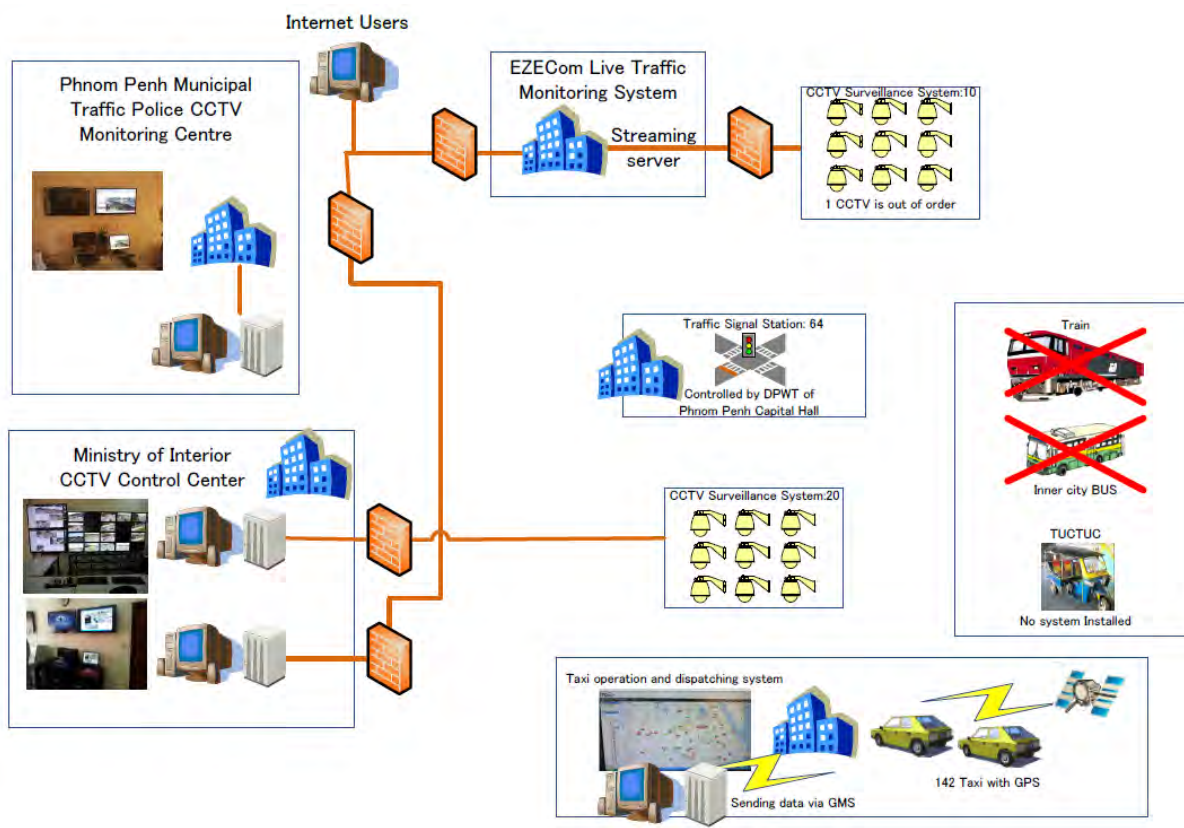 Internet Users
Phnom Penh Municipal
Traffic Police CCTV
Monitoring Centre
EZECom Live Traffic
Monitoring System
Streaming
server
CCTV Surveillance System:10
1 CCTV is out of order
Traffic Signal Station: 64
Controlled by DPWT of
Phnom Penh Capital Hall
Train
Inner city BUS
TUCTUC
No system Installed
Ministry of Interior
CCTV Control Center
CCTV Surveillance System:20
Taxi operation and dispatching system
Sending data via GMS
142 Taxi with GPS